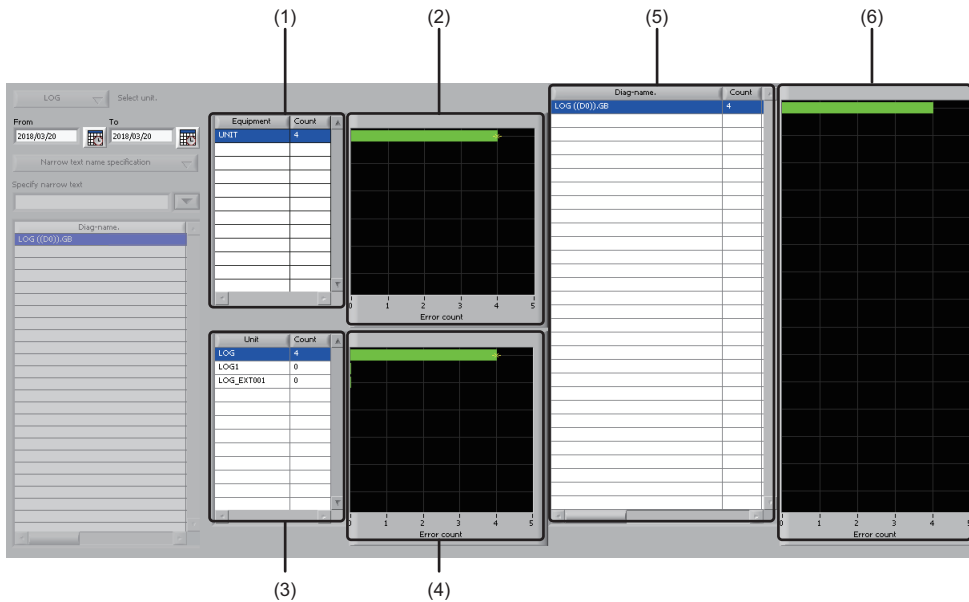 (1)
(2)
(5)
(6)
LOG
Select unit.
From
To
2018/03/20
2018/03/20
Narrow text name specification
Specify narrow text
Diag-name.
LOG ((D0)).GB
Equipment
Count
UNIT
4
0
1
2
3
4
5
Error count
Unit
Count
LOG
4
LOG1
0
LOG_EXT001
0
0
1
2
3
4
5
Error count
Diag-name.
Count
LOG ((D0)).GB
4
0
1
2
3
4
5
Error count
(3)
(4)